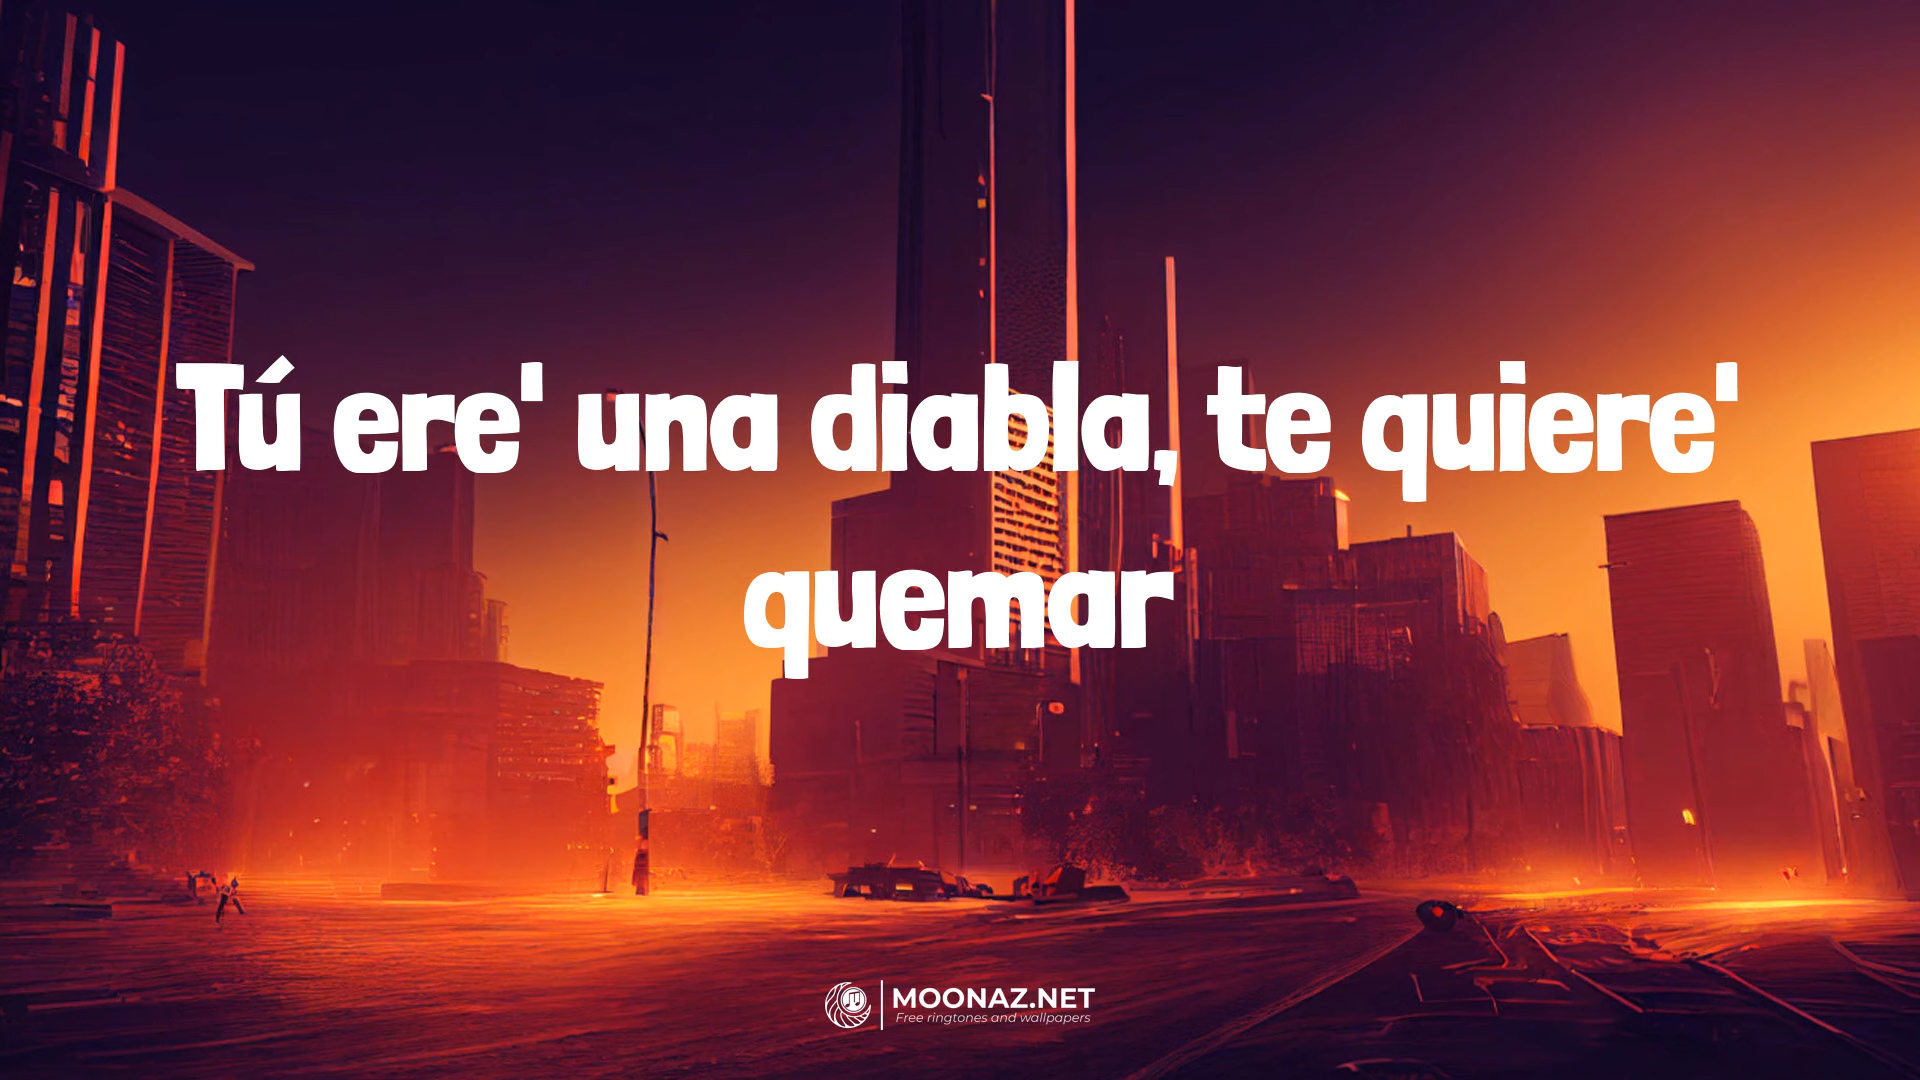 Tú ere' una diabla, te quiere'
quemar
MOONAZ.NET
Free ringtones and wallpapers